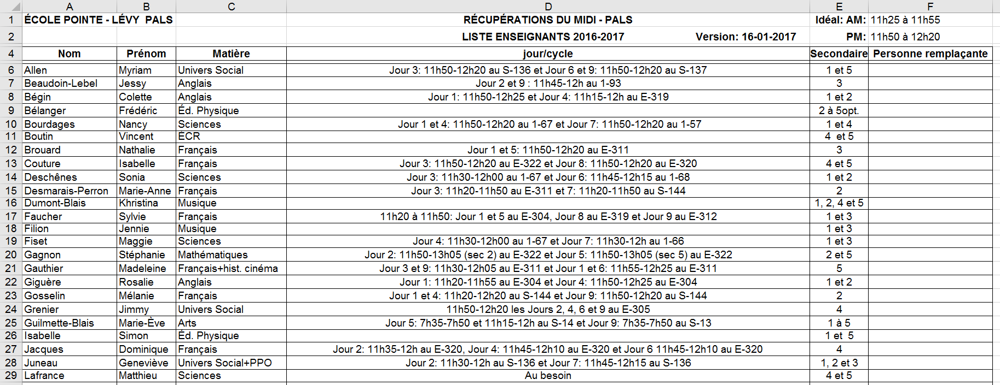 A B C D E F
1 ÉCOLE POINTE - LÉVY  PALS RÉCUPÉRATIONS DU MIDI - PALS Idéal: AM: 11h25 à 11h55
2 LISTE ENSEIGNANTS 2016-2017 Version: 16-01-2017 PM: 11h50 à 12h20
4 Nom Prénom Matière jour/cycle Secondaire Personne remplaçante
6 Allen Myriam Univers Social Jour 3: 11h50-12h20 au S-136 et Jour 6 et 9: 11h50-12h20 au S-137 1 et 5
7 Beaudoin-Lebel Jessy Anglais Jour 2 et 9 : 11h45-12h au 1-93 3
8 Bégin Colette Anglais Jour 1: 11h50-12h25 et Jour 4: 11h15-12h au E-319 1 et 2
9 Bélanger Frédéric Éd. Physique 2 à 5opt.
10 Bourdages Nancy Sciences Jour 1 et 4: 11h50-12h20 au 1-67 et Jour 7: 11h50-12h20 au 1-57 1 et 4
11 Boutin Vincent ÉCR 4  et 5
12 Brouard Nathalie Français Jour 1 et 5: 11h50-12h20 au E-311 3
13 Couture Isabelle Français Jour 3: 11h50-12h20 au E-322 et Jour 8: 11h50-12h20 au E-320 4 et 5
14 Deschênes Sonia Sciences Jour 3: 11h30-12h00 au 1-67 et Jour 6: 11h45-12h15 au 1-68 1 et 2
15 Desmarais-Perron Marie-Anne Français Jour 3: 11h20-11h50 au E-311 et 7: 11h20-11h50 au S-144 2
16 Dumont-Blais Khristina Musique 1, 2, 4 et 5
17 Faucher Sylvie Français 11h20 à 11h50: Jour 1 et 5 au E-304, Jour 8 au E-319 et Jour 9 au E-312 1 et 3
18 Filion Jennie Musique 1 et 3
19 Fiset Maggie Sciences Jour 4: 11h30-12h00 au 1-67 et Jour 7: 11h30-12h au 1-66 1 et 3
20 Gagnon Stéphanie Mathématiques Jour 2: 11h50-13h05 (sec 2) au E-322 et Jour 5: 11h50-13h05 (sec 5) au E-322 2 et 5
21 Gauthier Madeleine Français+hist. cinéma Jour 3 et 9: 11h30-12h05 au E-311 et Jour 1 et 6: 11h55-12h25 au E-311 5
22 Giguère Rosalie Anglais Jour 1: 11h20-11h55 au E-304 et Jour 4: 11h50-12h25 au E-304 1 et 2
23 Gosselin Mélanie Français Jour 1 et 4: 11h20-12h20 au S-144 et Jour 9: 11h50-12h20 au S-144 2
24 Grenier Jimmy Univers Social 11h50-12h20 les Jours 2, 4, 6 et 9 au E-305 4
25 Guilmette-Blais Marie-Ève Arts Jour 5: 7h35-7h50 et 11h15-12h au S-14 et Jour 9: 7h35-7h50 au S-13 1 à 5
26 Isabelle Simon Éd. Physique 1 et  5
27 Jacques Dominique Français Jour 2: 11h35-12h au E-320, Jour 4: 11h45-12h10 au E-320 et Jour 6 11h45-12h10 au E-320 4
28 Juneau Geneviève Univers Social+PPO Jour 2: 11h30-12h au S-136 et Jour 7: 11h45-12h15 au S-136 1, 2 et 3
29 Lafrance Matthieu Sciences Au besoin 4 et 5